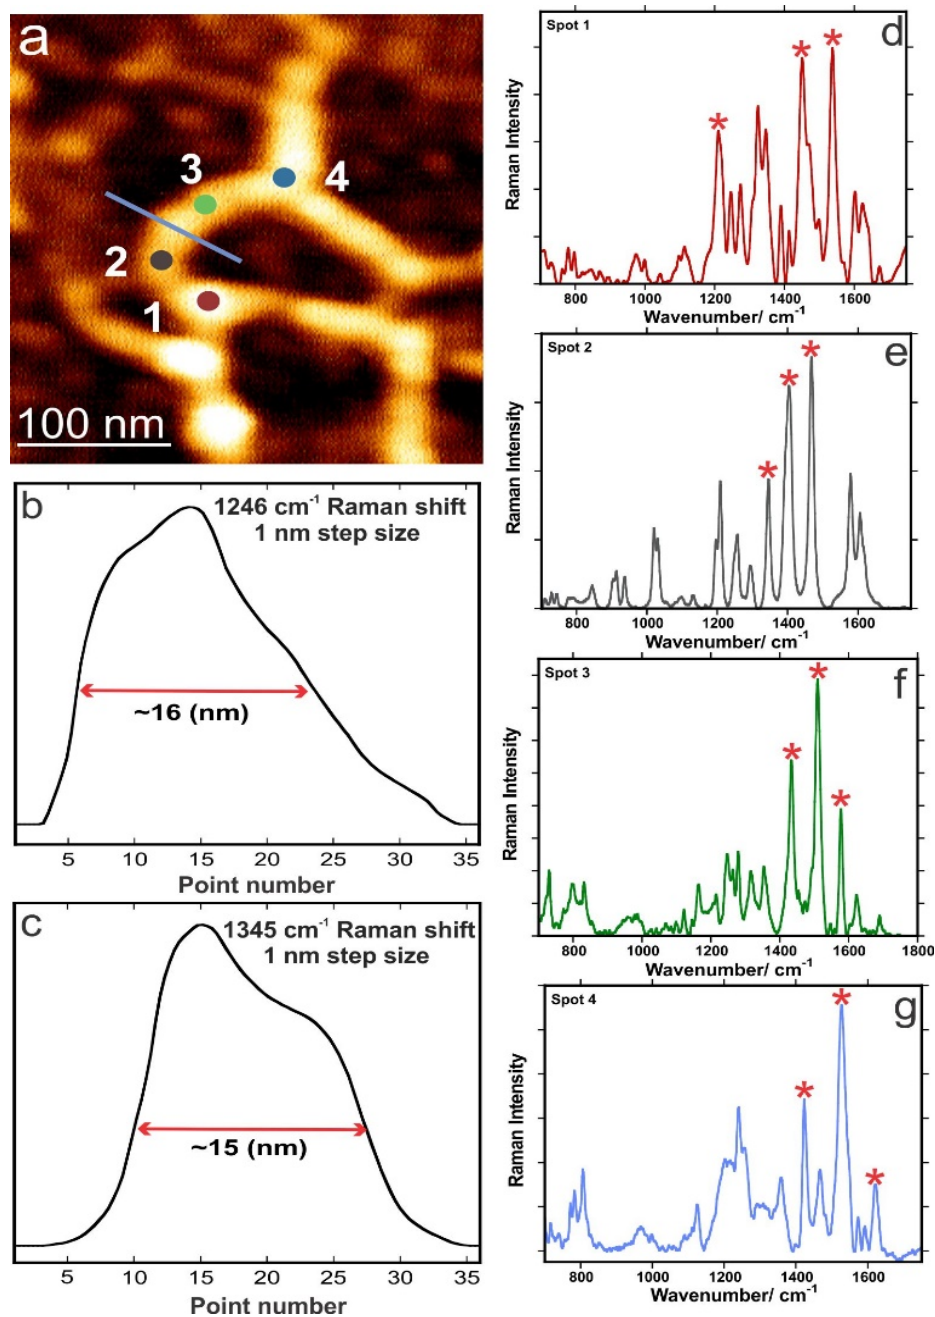 a
3
4
2
1
100 nm
b
1246 cm⁻¹ Raman shift
1 nm step size
~16 (nm)
5 10 15 20 25 30 35
Point number
c
1345 cm⁻¹ Raman shift
1 nm step size
~15 (nm)
5 10 15 20 25 30 35
Point number
Spot 1
d
*
*
*
Raman Intensity
800 1000 1200 1400 1600
Wavenumber/ cm⁻¹
Spot 2
e
*
*
*
Raman Intensity
800 1000 1200 1400 1600
Wavenumber/ cm⁻¹
Spot 3
f
*
*
*
Raman Intensity
800 1000 1200 1400 1600 1800
Wavenumber/ cm⁻¹
Spot 4
g
*
*
*
Raman Intensity
800 1000 1200 1400 1600
Wavenumber/ cm⁻¹